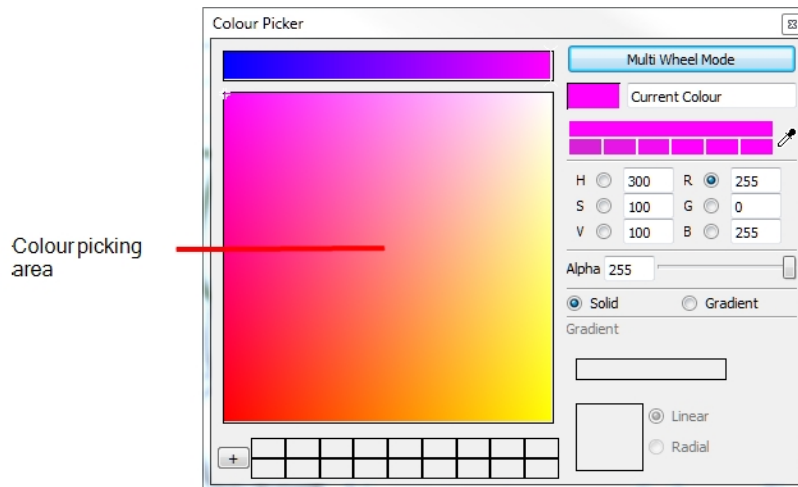 Colour Picker
Multi Wheel Mode
Current Colour
H 300 R 255
S 100 G 0
V 100 B 255
Colour picking
area
Alpha 255
Solid Gradient
Gradient
Linear
Radial
+